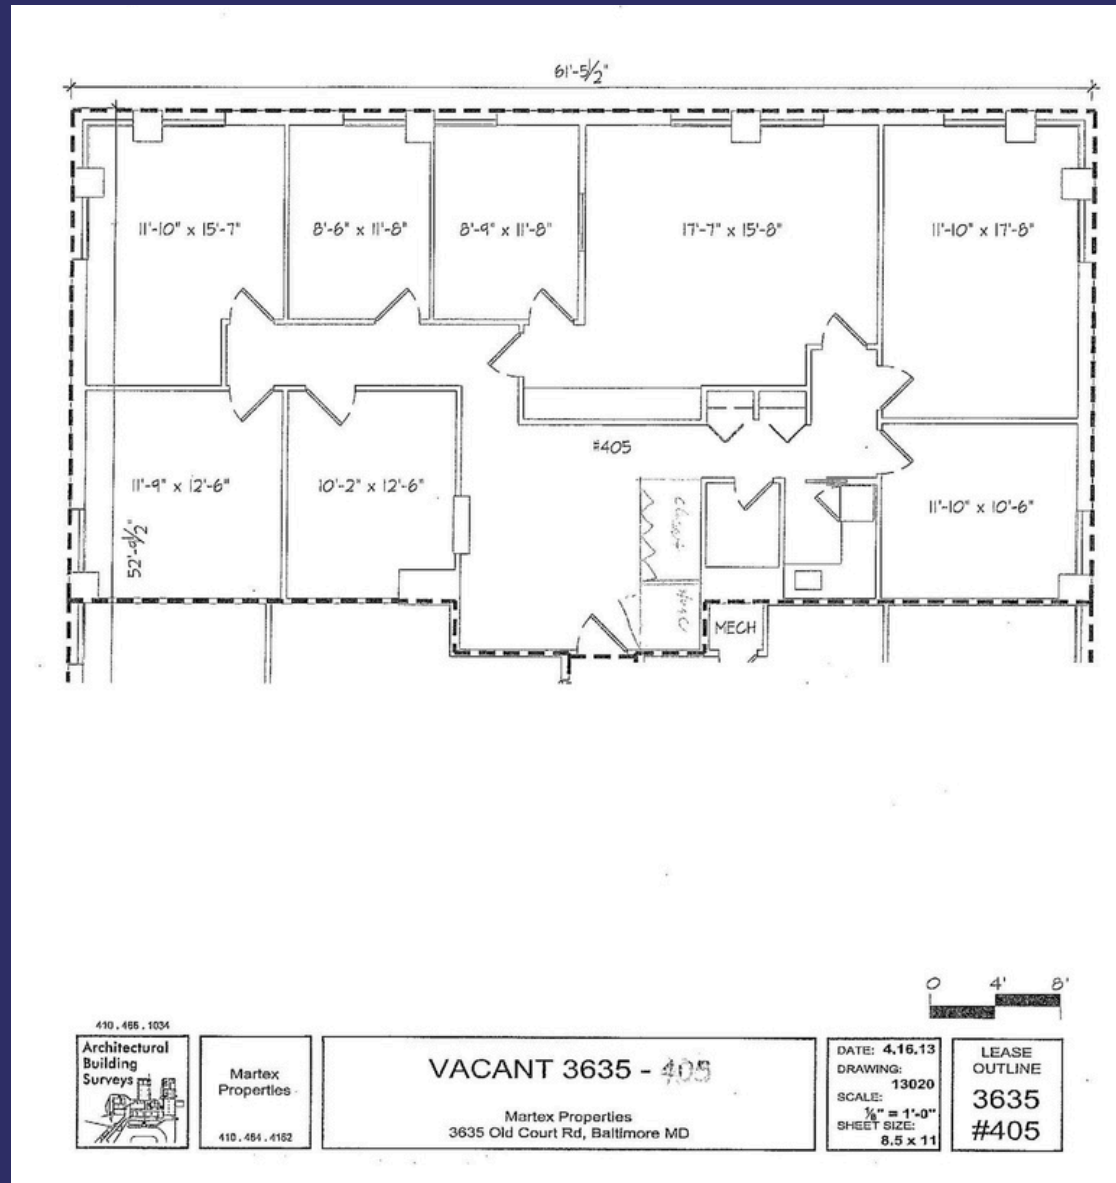 61'-5½"
11'-10" x 15'-7"
8'-6" x 11'-8"
8'-9" x 11'-8"
17'-7" x 15'-8"
11'-10" x 17'-8"
#405
11'-9" x 12'-6"
10'-2" x 12'-6"
closet
11'-10" x 10'-6"
52'-9½"
MECH
0 4' 8'
410 . 466 . 1034
Architectural
Building
Surveys
Martex
Properties
410 . 484 . 4162
VACANT 3635 - 405
Martex Properties
3635 Old Court Rd, Baltimore MD
DATE: 4.16.13
DRAWING:
13020
SCALE:
⅛" = 1'-0"
SHEET SIZE:
8.5 x 11
LEASE
OUTLINE
3635
#405